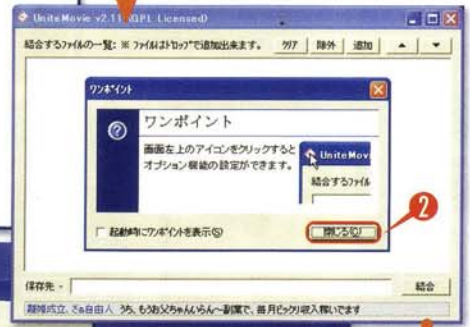 UniteMovie v2.11 (GPL Licensed)
結合するファイルの一覧: ※ ファイルはドロップで追加出来ます。 クリア 除外 追加 ▲ ▼
ワンポイント
ワンポイント
画面左上のアイコンをクリックすると
オプション機能の設定ができます。
UniteMovi
結合するファイル
起動時にワンポイントを表示(S) 閉じる(Q)
2
保存先 - 結合
離婚成立、さぁ自由人 うち、もうお父ちゃんいらん〜副業で、毎月ビックリ収入稼いでます